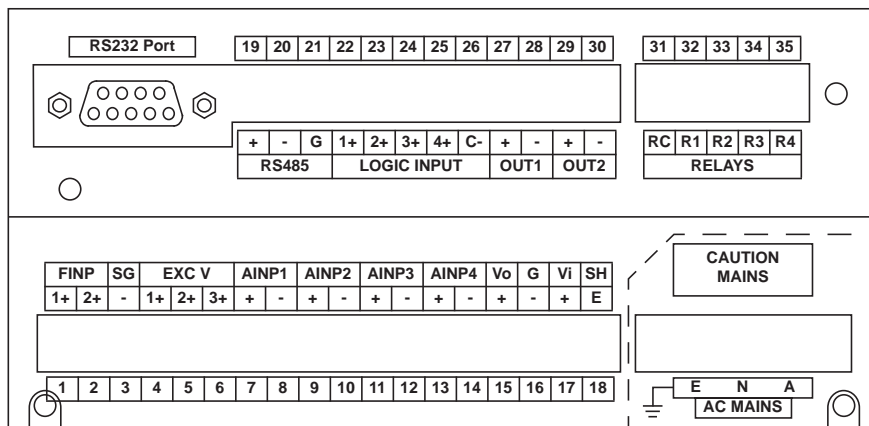 RS232 Port 19 20 21 22 23 24 25 26 27 28 29 30 31 32 33 34 35
+ - G 1+ 2+ 3+ 4+ C- + - + - RC R1 R2 R3 R4
RS485 LOGIC INPUT OUT1 OUT2 RELAYS
CAUTION
MAINS
FINP SG EXC V AINP1 AINP2 AINP3 AINP4 Vo G Vi SH
1+ 2+ - 1+ 2+ 3+ + - + - + - + - + - + E
1 2 3 4 5 6 7 8 9 10 11 12 13 14 15 16 17 18 E N A
AC MAINS